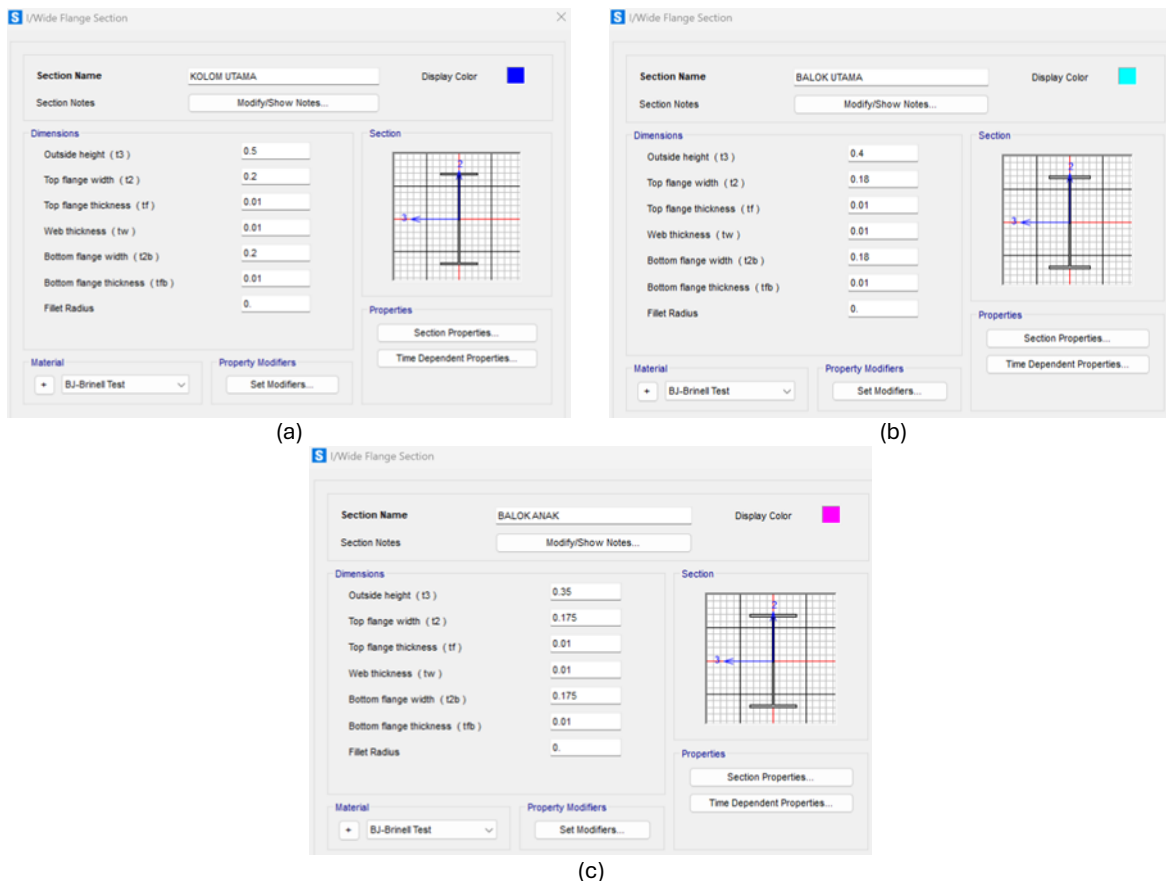 S I/Wide Flange Section
Section Name KOLOM UTAMA Display Color
Section Notes Modify/Show Notes...
Dimensions Section
Outside height ( t3 ) 0.5
Top flange width ( t2 ) 0.2
Top flange thickness ( tf ) 0.01
Web thickness ( tw ) 0.01
Bottom flange width ( t2b ) 0.2
Bottom flange thickness ( tfb ) 0.01
Fillet Radius 0.
2
3
Properties
Section Properties...
Time Dependent Properties...
Material Property Modifiers
+ BJ-Brinell Test Set Modifiers...
(a)
S I/Wide Flange Section
Section Name BALOK UTAMA Display Color
Section Notes Modify/Show Notes...
Dimensions Section
Outside height ( t3 ) 0.4
Top flange width ( t2 ) 0.18
Top flange thickness ( tf ) 0.01
Web thickness ( tw ) 0.01
Bottom flange width ( t2b ) 0.18
Bottom flange thickness ( tfb ) 0.01
Fillet Radius 0.
2
3
Properties
Section Properties...
Time Dependent Properties...
Material Property Modifiers
+ BJ-Brinell Test Set Modifiers...
(b)
S I/Wide Flange Section
Section Name BALOK ANAK Display Color
Section Notes Modify/Show Notes...
Dimensions Section
Outside height ( t3 ) 0.35
Top flange width ( t2 ) 0.175
Top flange thickness ( tf ) 0.01
Web thickness ( tw ) 0.01
Bottom flange width ( t2b ) 0.175
Bottom flange thickness ( tfb ) 0.01
Fillet Radius 0.
2
3
Properties
Section Properties...
Time Dependent Properties...
Material Property Modifiers
+ BJ-Brinell Test Set Modifiers...
(c)